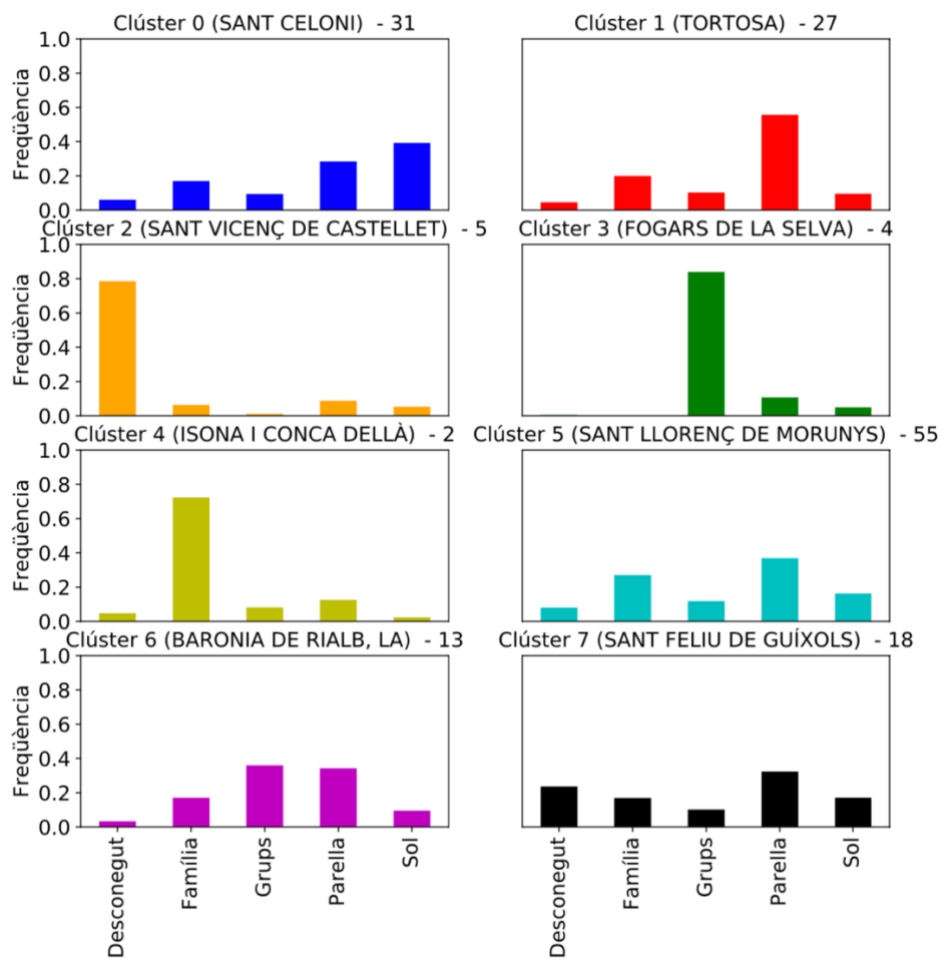 Clúster 0 (SANT CELONI) - 31
Clúster 1 (TORTOSA) - 27
1.0
0.8
0.6
0.4
0.2
0.0
Freqüència
Clúster 2 (SANT VICENÇ DE CASTELLET) - 5
Clúster 3 (FOGARS DE LA SELVA) - 4
1.0
0.8
0.6
0.4
0.2
0.0
Freqüència
Clúster 4 (ISONA I CONCA DELLÀ) - 2
Clúster 5 (SANT LLORENÇ DE MORUNYS) - 55
1.0
0.8
0.6
0.4
0.2
0.0
Freqüència
Clúster 6 (BARONIA DE RIALB, LA) - 13
Clúster 7 (SANT FELIU DE GUÍXOLS) - 18
1.0
0.8
0.6
0.4
0.2
0.0
Freqüència
Desconegut
Família
Grups
Parella
Sol
Desconegut
Família
Grups
Parella
Sol